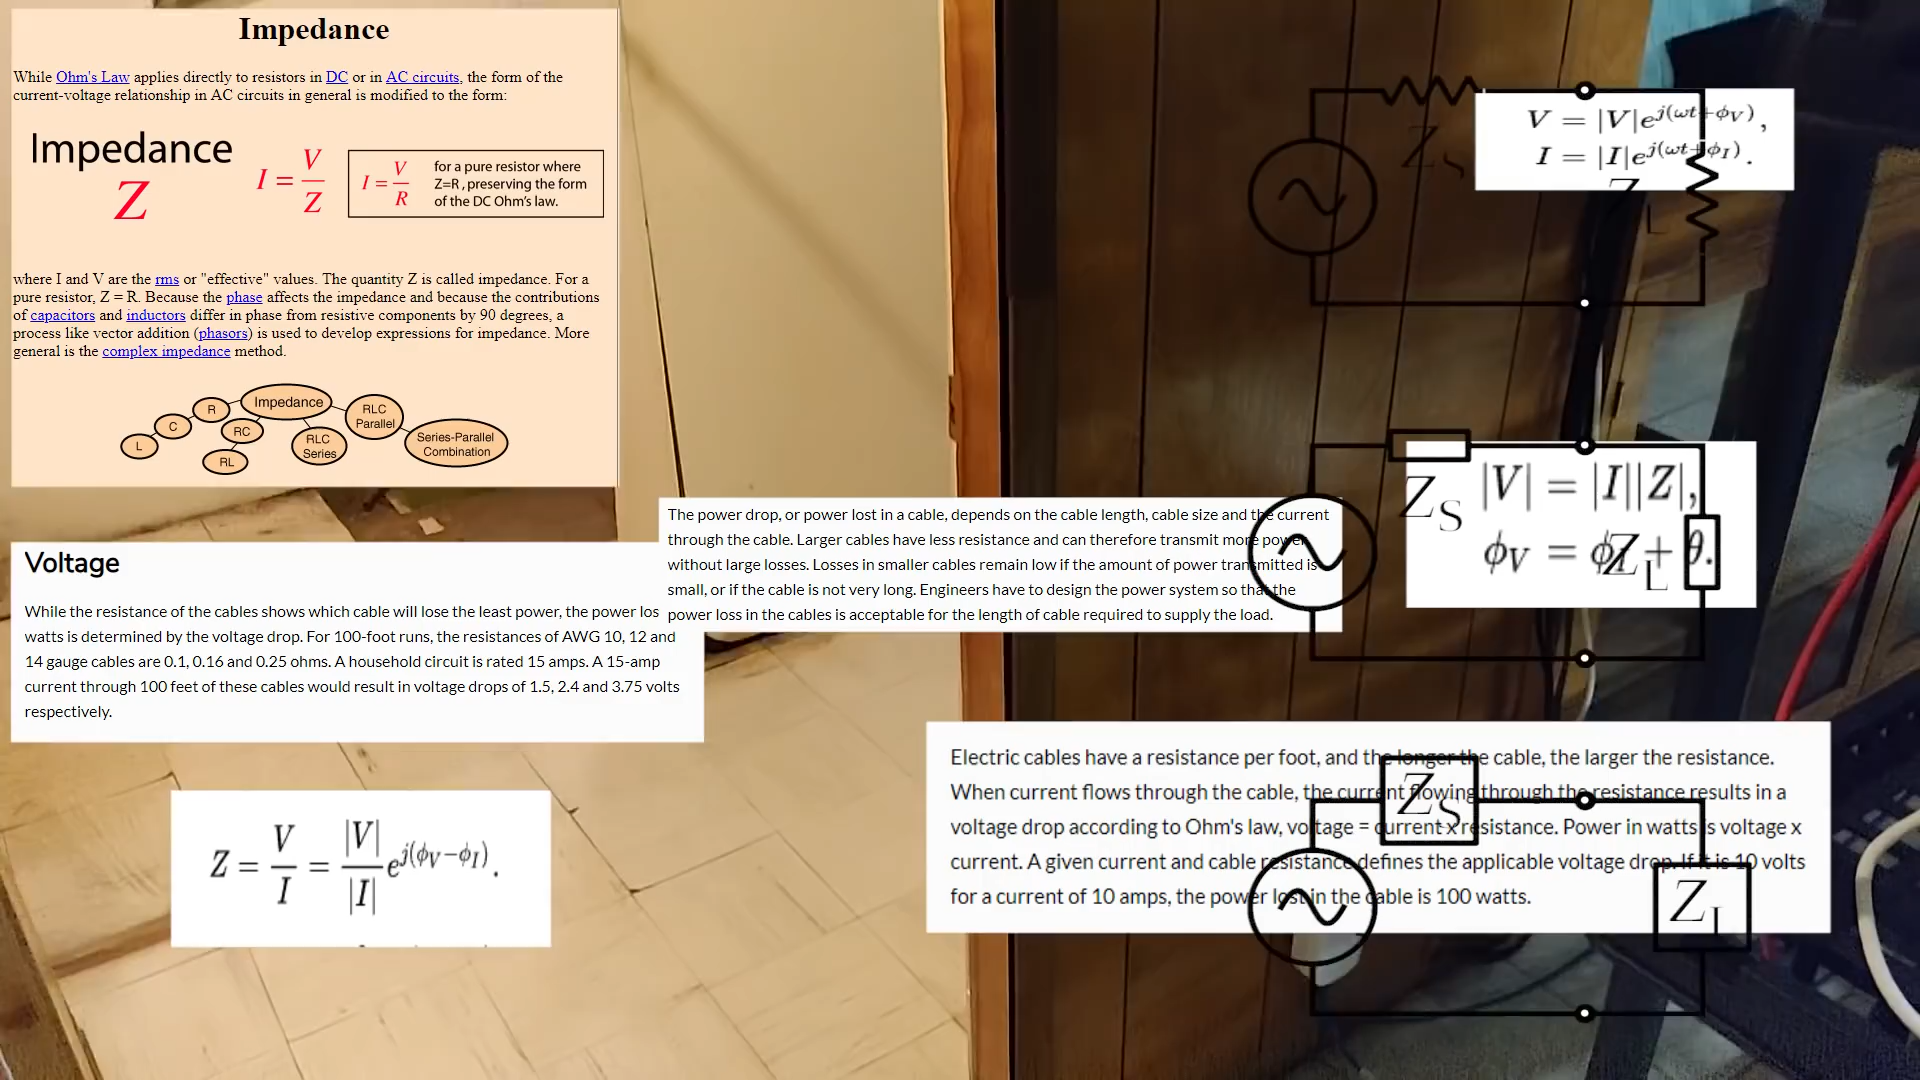 Impedance
While Ohm's Law applies directly to resistors in DC or in AC circuits, the form of the
current-voltage relationship in AC circuits in general is modified to the form:
Impedance
Z
I = V/Z
I = V/R
for a pure resistor where
Z=R , preserving the form
of the DC Ohm's law.
where I and V are the rms or "effective" values. The quantity Z is called impedance. For a
pure resistor, Z = R. Because the phase affects the impedance and because the contributions
of capacitors and inductors differ in phase from resistive components by 90 degrees, a
process like vector addition (phasors) is used to develop expressions for impedance. More
general is the complex impedance method.
L
C
R
Impedance
RC
RL
RLC
Series
RLC
Parallel
Series-Parallel
Combination
Voltage
While the resistance of the cables shows which cable will lose the least power, the power los
watts is determined by the voltage drop. For 100-foot runs, the resistances of AWG 10, 12 and
14 gauge cables are 0.1, 0.16 and 0.25 ohms. A household circuit is rated 15 amps. A 15-amp
current through 100 feet of these cables would result in voltage drops of 1.5, 2.4 and 3.75 volts
respectively.
Z = V/I = |V|/|I| e^j(ϕV−ϕI).
The power drop, or power lost in a cable, depends on the cable length, cable size and the current
through the cable. Larger cables have less resistance and can therefore transmit more power
without large losses. Losses in smaller cables remain low if the amount of power transmitted is
small, or if the cable is not very long. Engineers have to design the power system so that the
power loss in the cables is acceptable for the length of cable required to supply the load.
ZS
V = |V|e^j(ωt+ϕV),
I = |I|e^j(ωt+ϕI).
ZL
ZS
|V| = |I||Z|,
ϕV = ϕI + θ.
ZL
Electric cables have a resistance per foot, and the longer the cable, the larger the resistance.
When current flows through the cable, the current flowing through the resistance results in a
voltage drop according to Ohm's law, voltage = current x resistance. Power in watts is voltage x
current. A given current and cable resistance defines the applicable voltage drop. If it is 10 volts
for a current of 10 amps, the power lost in the cable is 100 watts.
ZS
ZL